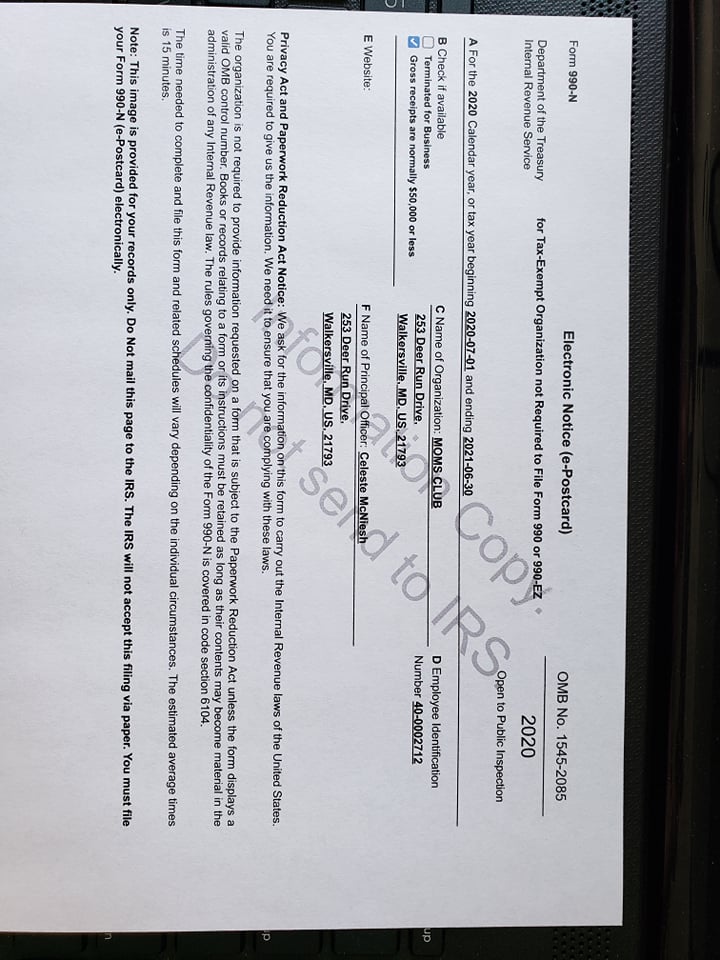 Form 990-N
Electronic Notice (e-Postcard)
OMB No. 1545-2085
Department of the Treasury
Internal Revenue Service
for Tax-Exempt Organization not Required to File Form 990 or 990-EZ
2020
Open to Public Inspection
A For the 2020 Calendar year, or tax year beginning 2020-07-01 and ending 2021-06-30
B Check if available
Terminated for Business
Gross receipts are normally $50,000 or less
C Name of Organization: MOMS CLUB
253 Deer Run Drive,
Walkersville, MD, US, 21793
D Employee Identification
Number 40-0002712
E Website:
F Name of Principal Officer: Celeste McNiesh
253 Deer Run Drive,
Walkersville, MD, US, 21793
Privacy Act and Paperwork Reduction Act Notice: We ask for the information on this form to carry out the Internal Revenue laws of the United States.
You are required to give us the information. We need it to ensure that you are complying with these laws.
The organization is not required to provide information requested on a form that is subject to the Paperwork Reduction Act unless the form displays a
valid OMB control number. Books or records relating to a form or its instructions must be retained as long as their contents may become material in the
administration of any Internal Revenue law. The rules governing the confidentiality of the Form 990-N is covered in code section 6104.
The time needed to complete and file this form and related schedules will vary depending on the individual circumstances. The estimated average times
is 15 minutes.
Note: This image is provided for your records only. Do Not mail this page to the IRS. The IRS will not accept this filing via paper. You must file
your Form 990-N (e-Postcard) electronically.
Information Copy.
Do not send to IRS.
up